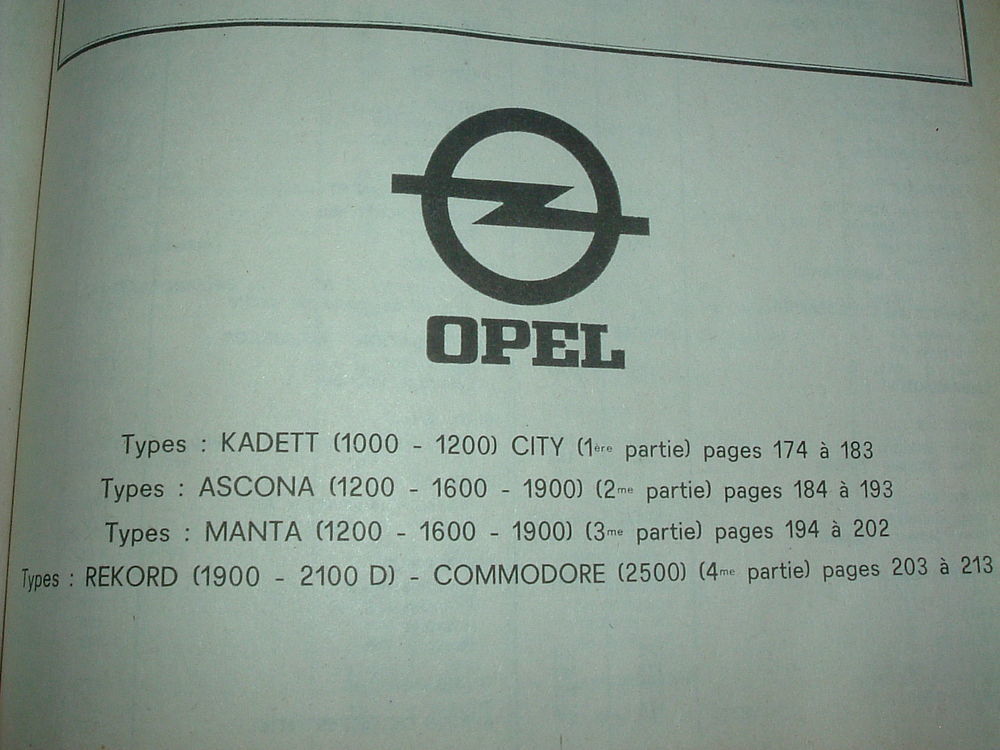 OPEL
Types : KADETT (1000 - 1200) CITY (1ère partie) pages 174 à 183
Types : ASCONA (1200 - 1600 - 1900) (2me partie) pages 184 à 193
Types : MANTA (1200 - 1600 - 1900) (3me partie) pages 194 à 202
Types : REKORD (1900 - 2100 D) - COMMODORE (2500) (4me partie) pages 203 à 213